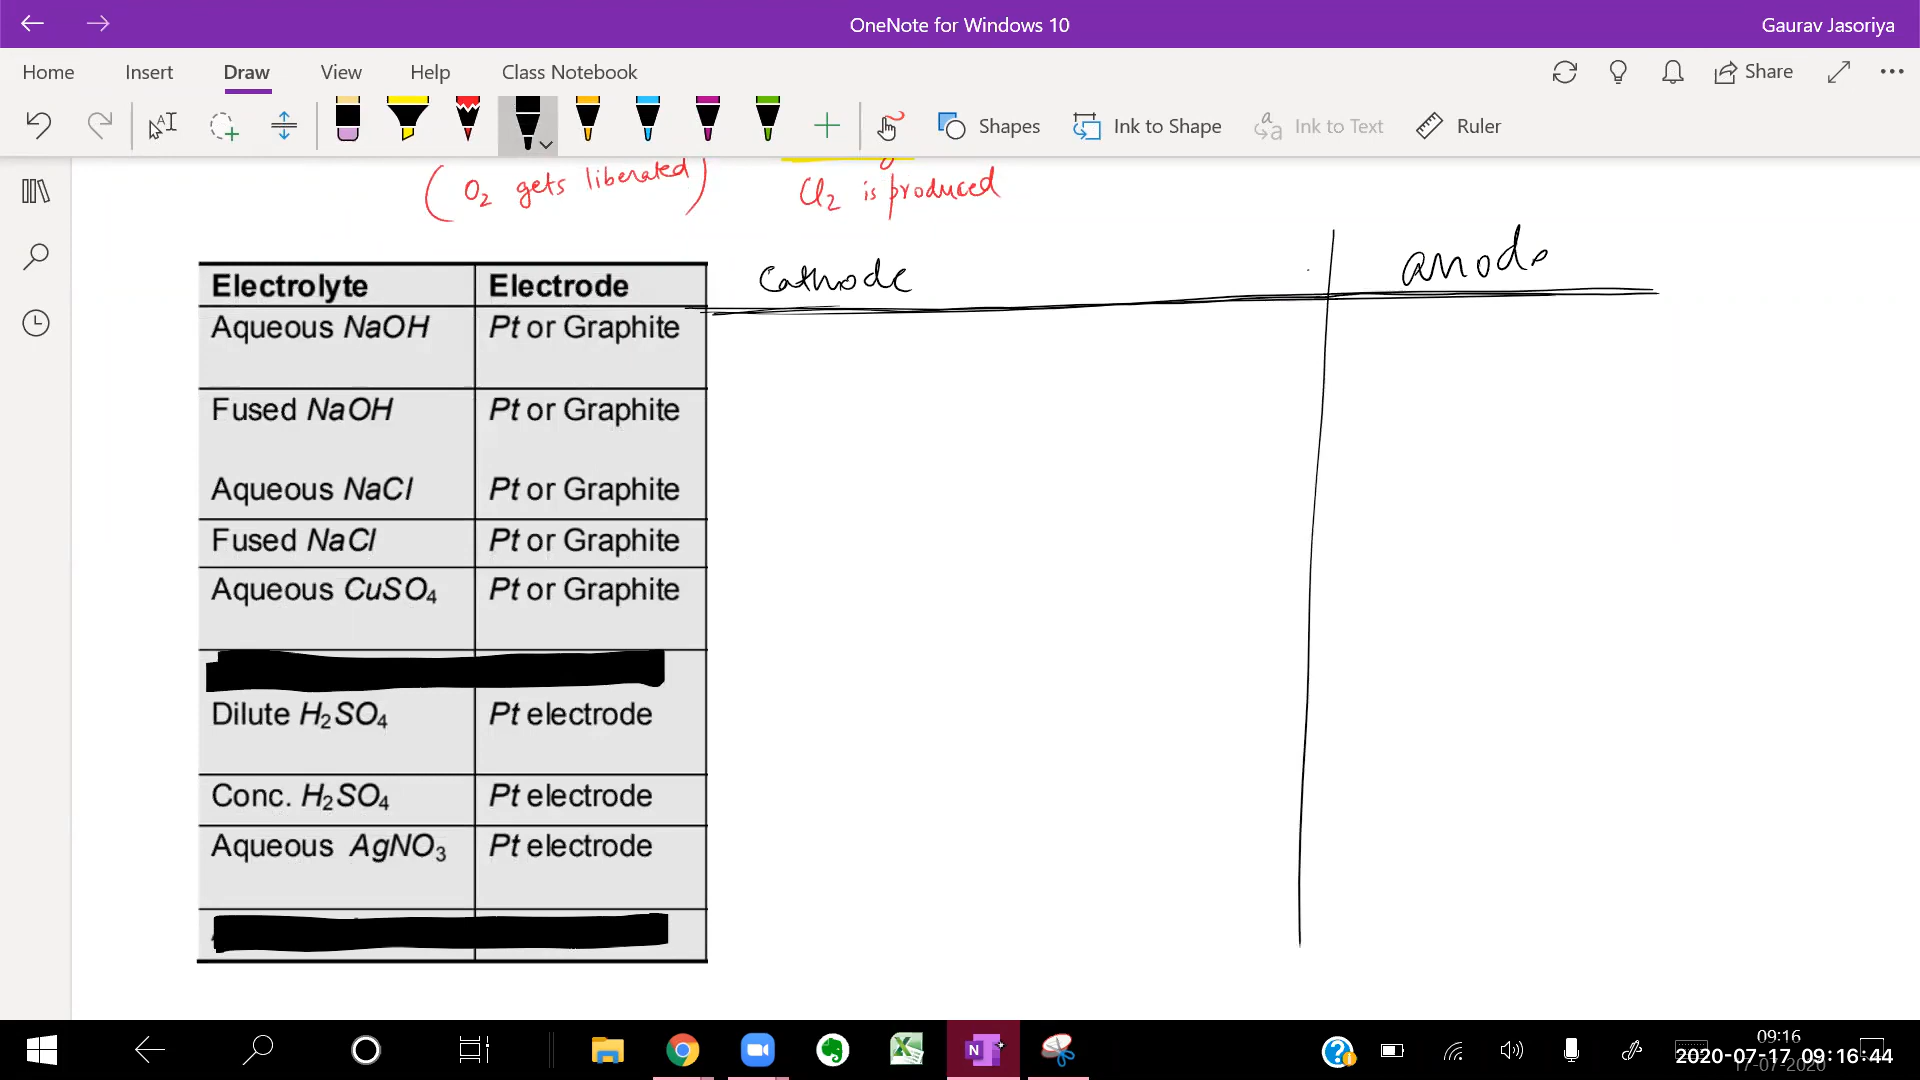 OneNote for Windows 10
Gaurav Jasoriya
Home Insert Draw View Help Class Notebook
Share
Shapes Ink to Shape Ink to Text Ruler
(O₂ gets liberated)
Cl₂ is produced
Electrolyte Electrode Cathode anode
Aqueous NaOH Pt or Graphite
Fused NaOH Pt or Graphite
Aqueous NaCl Pt or Graphite
Fused NaCl Pt or Graphite
Aqueous CuSO₄ Pt or Graphite
Dilute H₂SO₄ Pt electrode
Conc. H₂SO₄ Pt electrode
Aqueous AgNO₃ Pt electrode
09:16
2020-07-17 09:16:44
17-07-2020